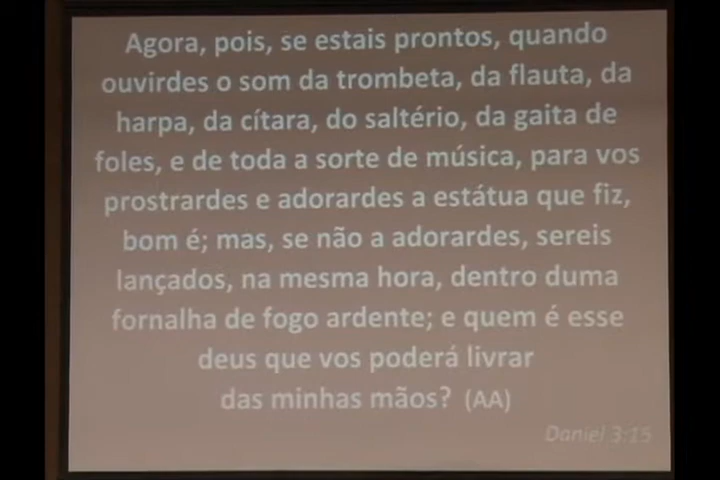 Agora, pois, se estais prontos, quando
ouvirdes o som da trombeta, da flauta, da
harpa, da cítara, do saltério, da gaita de
foles, e de toda a sorte de música, para vos
prostrardes e adorardes a estátua que fiz,
bom é; mas, se não a adorardes, sereis
lançados, na mesma hora, dentro duma
fornalha de fogo ardente; e quem é esse
deus que vos poderá livrar
das minhas mãos? (AA)
Daniel 3:15